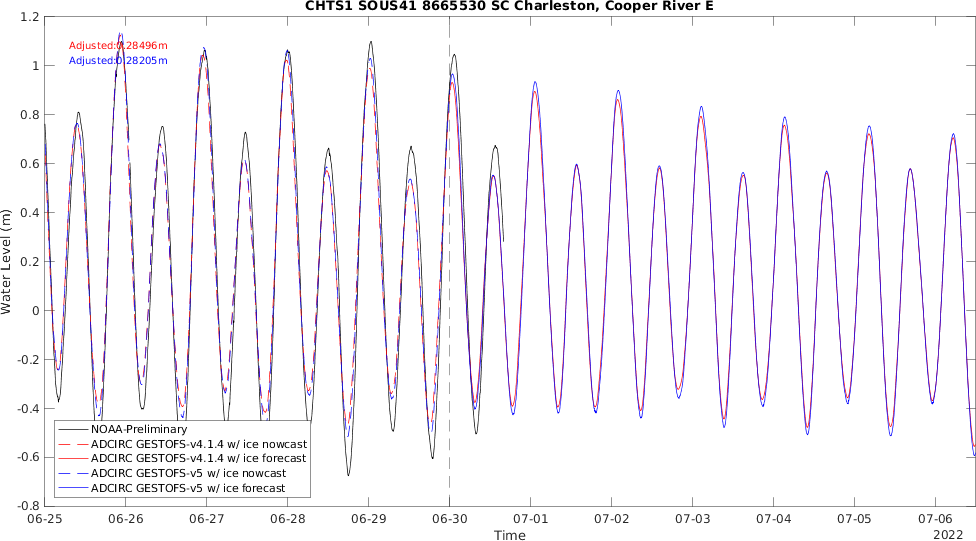 CHTS1 SOUS41 8665530 SC Charleston, Cooper River E
1.2
1
0.8
0.6
0.4
0.2
0
-0.2
-0.4
-0.6
-0.8
Water Level (m)
Adjusted:0.28496m
Adjusted:0.28205m
NOAA-Preliminary
ADCIRC GESTOFS-v4.1.4 w/ ice nowcast
ADCIRC GESTOFS-v4.1.4 w/ ice forecast
ADCIRC GESTOFS-v5 w/ ice nowcast
ADCIRC GESTOFS-v5 w/ ice forecast
06-25 06-26 06-27 06-28 06-29 06-30 07-01 07-02 07-03 07-04 07-05 07-06
Time
2022